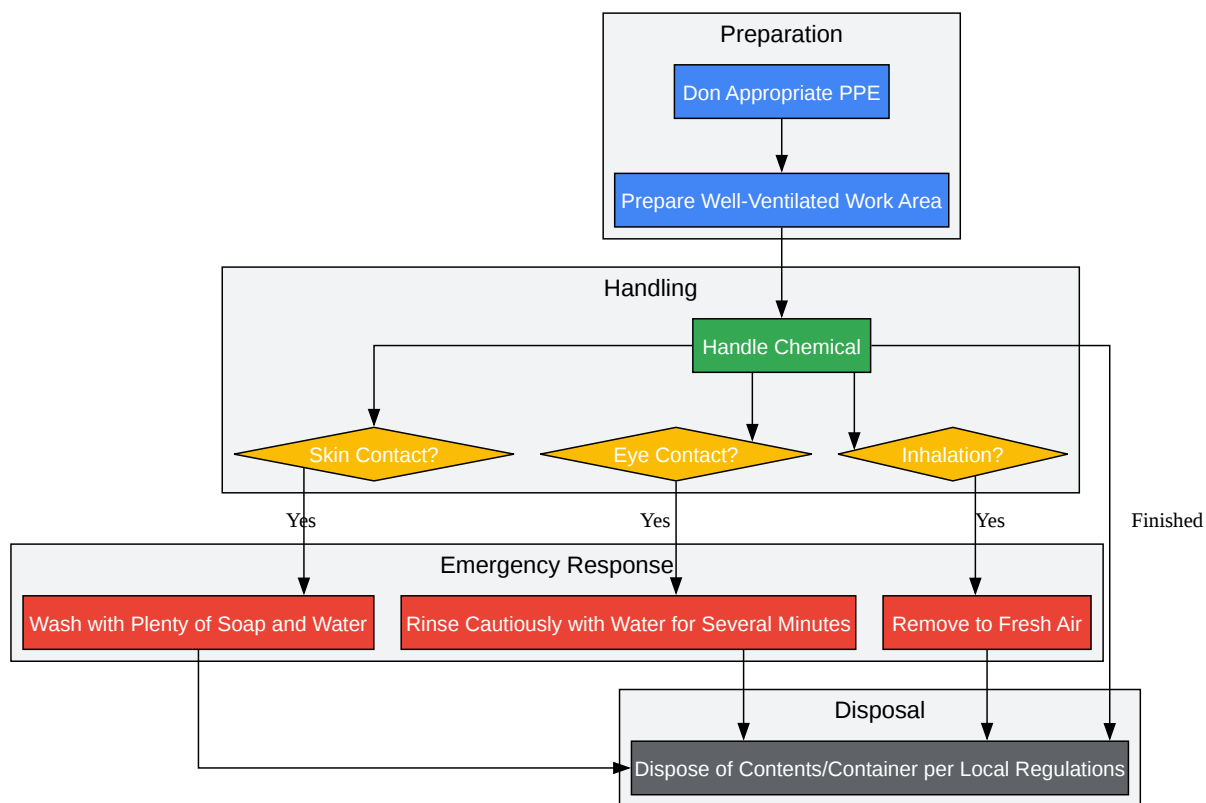 Preparation
Don Appropriate PPE
Prepare Well-Ventilated Work Area
Handling
Handle Chemical
Skin Contact?
Eye Contact?
Inhalation?
Yes
Yes
Yes
Finished
Emergency Response
Wash with Plenty of Soap and Water
Rinse Cautiously with Water for Several Minutes
Remove to Fresh Air
Disposal
Dispose of Contents/Container per Local Regulations